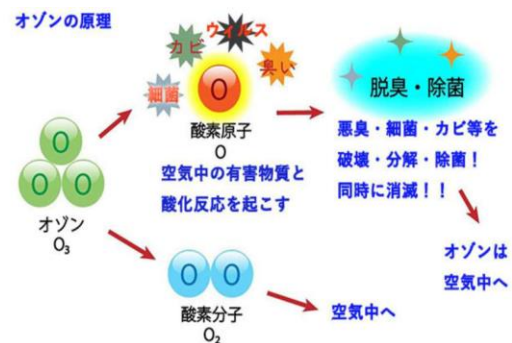 オゾンの原理
ウィルス
カビ
臭い
細菌
O
酸素原子
O
空気中の有害物質と
酸化反応を起こす
脱臭・除菌
悪臭・細菌・カビ等を
破壊・分解・除菌！
同時に消滅！！
オゾンは
空気中へ
O
O O
オゾン
O₃
O O
酸素分子
O₂
空気中へ